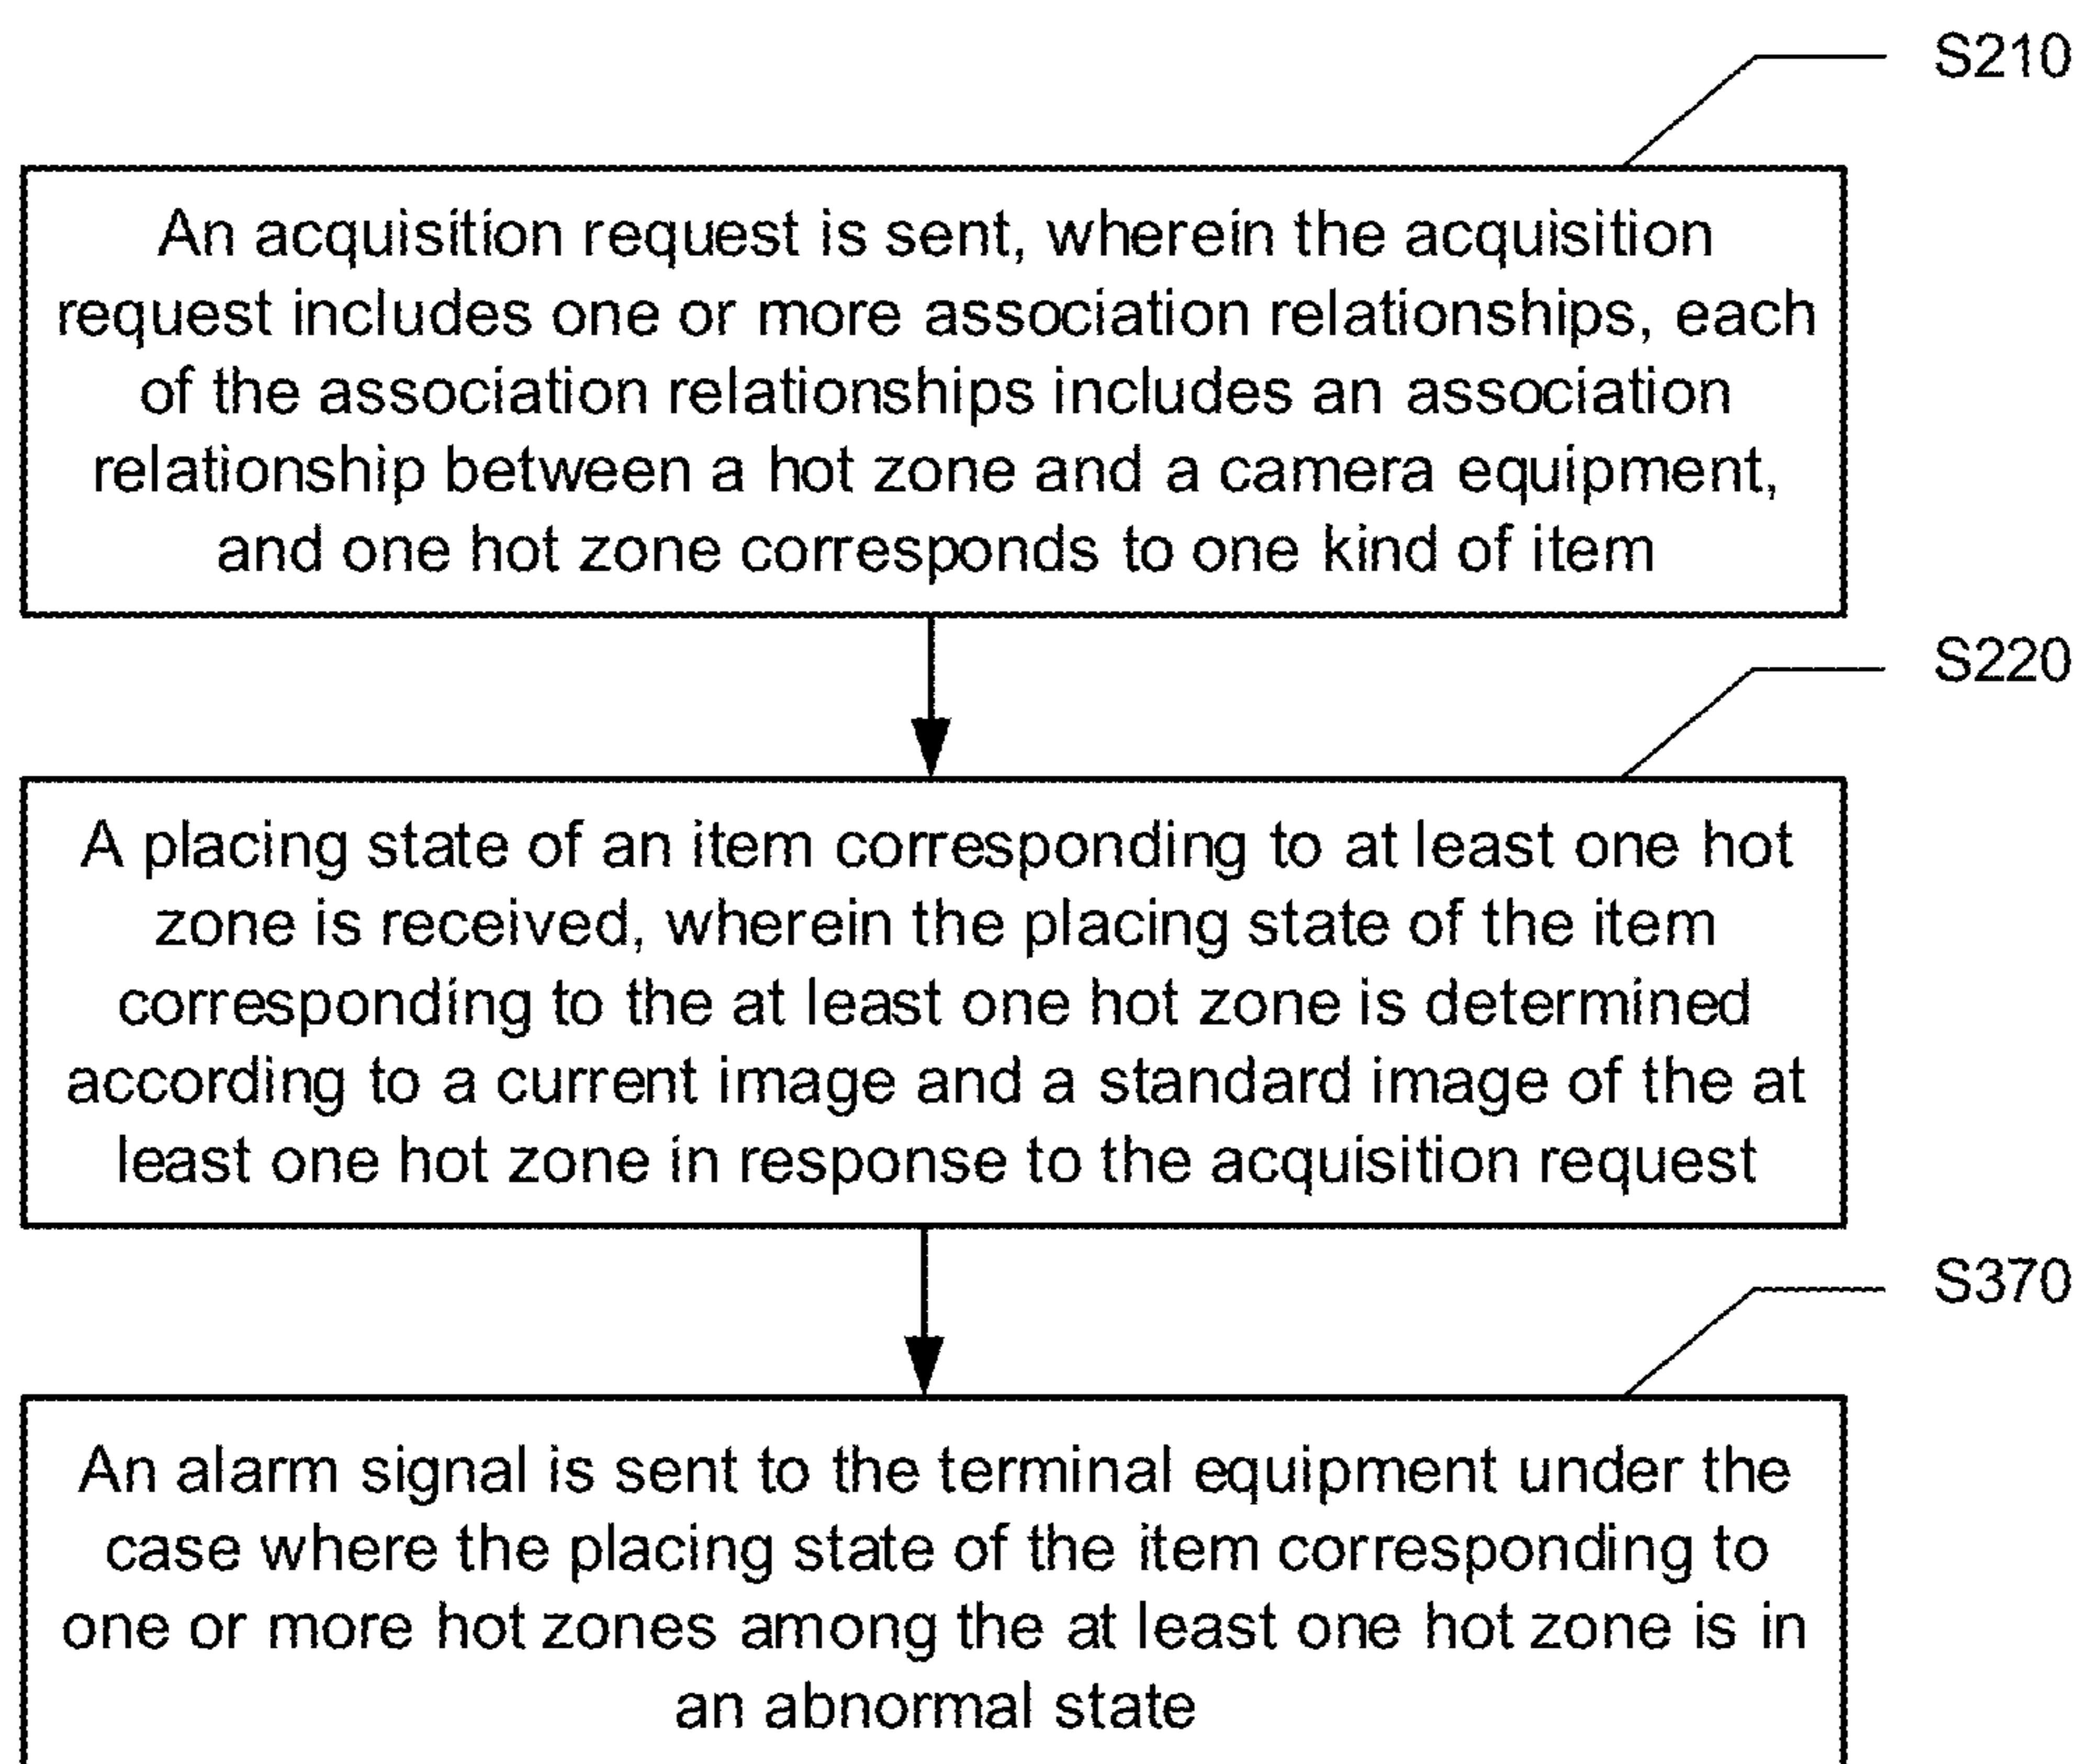 S210
An acquisition request is sent, wherein the acquisition
request includes one or more association relationships, each
of the association relationships includes an association
relationship between a hot zone and a camera equipment,
and one hot zone corresponds to one kind of item
S220
A placing state of an item corresponding to at least one hot
zone is received, wherein the placing state of the item
corresponding to the at least one hot zone is determined
according to a current image and a standard image of the at
least one hot zone in response to the acquisition request
S370
An alarm signal is sent to the terminal equipment under the
case where the placing state of the item corresponding to
one or more hot zones among the at least one hot zone is in
an abnormal state